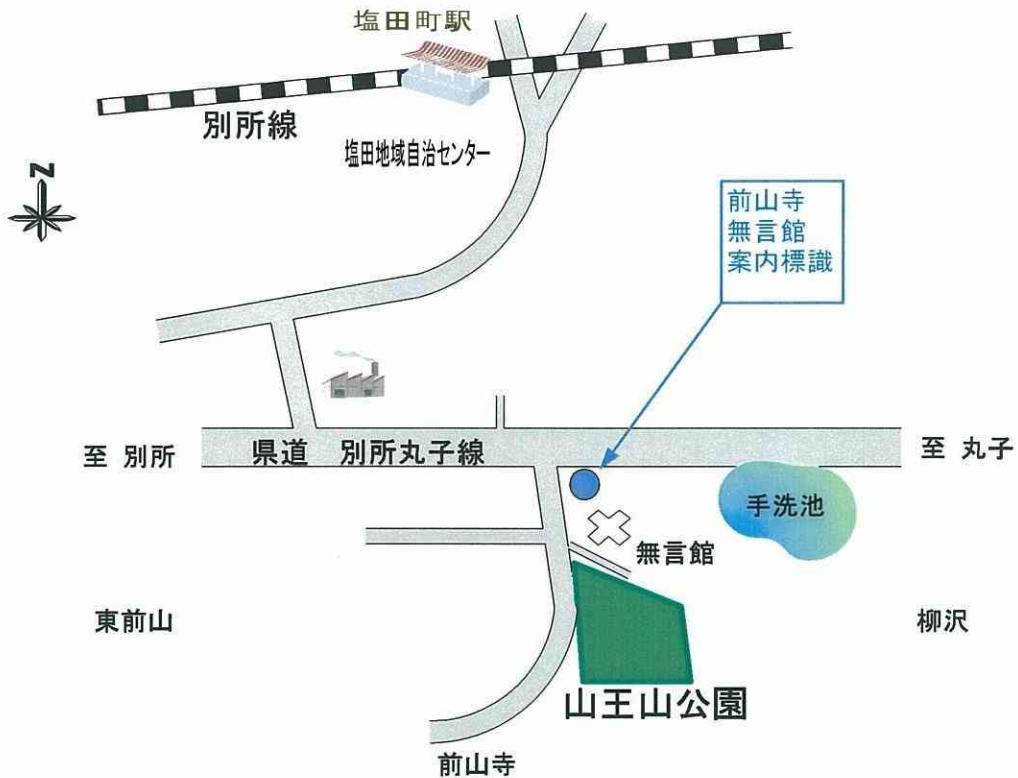 塩田町駅
別所線
塩田地域自治センター
N
前山寺
無言館
案内標識
至 別所
県道 別所丸子線
至 丸子
手洗池
無言館
東前山
柳沢
山王山公園
前山寺